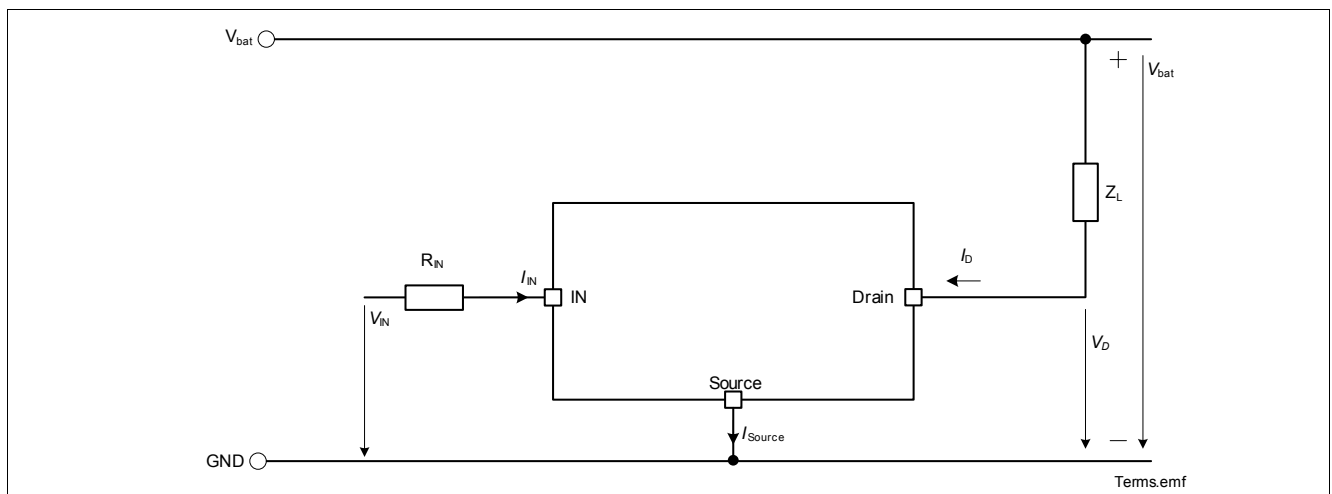 Vbat
+
Vbat
ZL
RIN
IIN
ID
IN
Drain
VIN
VD
Source
ISource
–
GND
Terms.emf